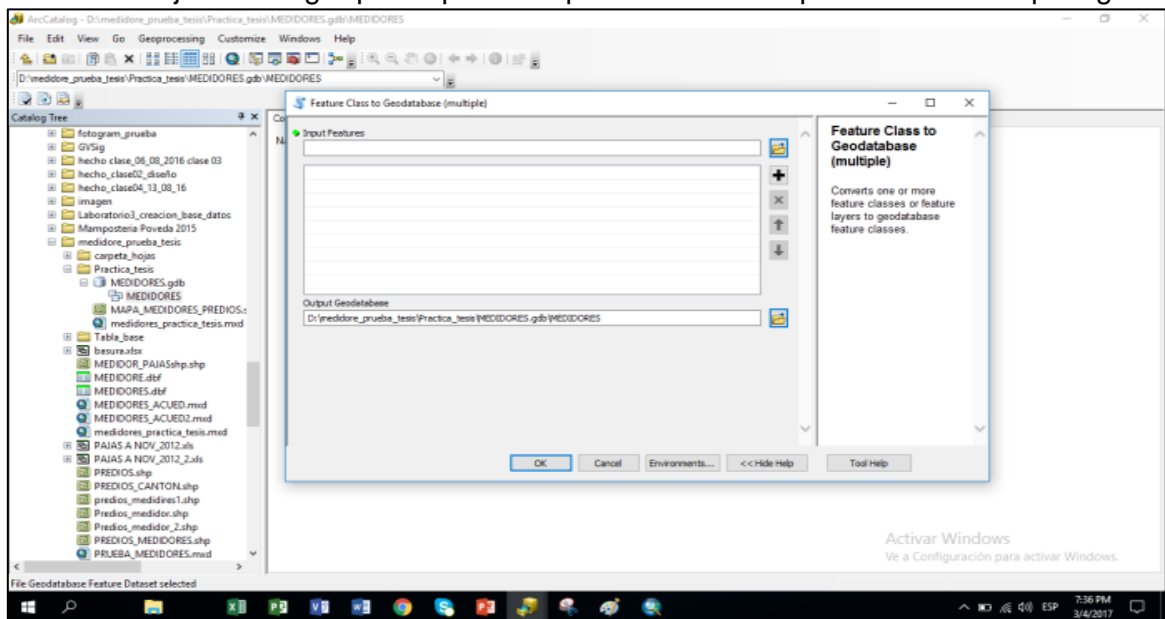 ArcCatalog - D:\medidore_prueba_tesis\Practica_tesis\MEDIDORES.gdb\MEDIDORES
File Edit View Go Geoprocessing Customize Windows Help
D:\medidore_prueba_tesis\Practica_tesis\MEDIDORES.gdb\MEDIDORES
Catalog Tree
fotogram_prueba
GVSig
hecho clase_06_08_2016 clase 03
hecho_clase02_diseño
hecho_clase04_13_08_16
imagen
Laboratorio3_creacion_base_datos
Mamposteria Poveda 2015
medidore_prueba_tesis
carpeta_hojas
Practica_tesis
MEDIDORES.gdb
MEDIDORES
MAPA_MEDIDORES_PREDIOS.s
medidores_practica_tesis.mxd
Tabla_base
basura.xlsx
MEDIDOR_PAJASshp.shp
MEDIDORE.dbf
MEDIDORES.dbf
MEDIDORES_ACUED.mxd
MEDIDORES_ACUED2.mxd
medidores_practica_tesis.mxd
PAJAS A NOV_2012.xls
PAJAS A NOV_2012_2.xls
PREDIOS.shp
PREDIOS_CANTON.shp
predios_medidires1.shp
Predios_medidor.shp
Predios_medidor_2.shp
PREDIOS_MEDIDORES.shp
PRUEBA_MEDIDORES.mxd
Co
Na
Feature Class to Geodatabase (multiple)
Input Features
Output Geodatabase
D:\medidore_prueba_tesis\Practica_tesis\MEDIDORES.gdb\MEDIDORES
OK Cancel Environments... << Hide Help Tool Help
Feature Class to
Geodatabase
(multiple)
Converts one or more
feature classes or feature
layers to geodatabase
feature classes.
Activar Windows
Ve a Configuración para activar Windows.
File Geodatabase Feature Dataset selected
ESP
7:36 PM
3/4/2017